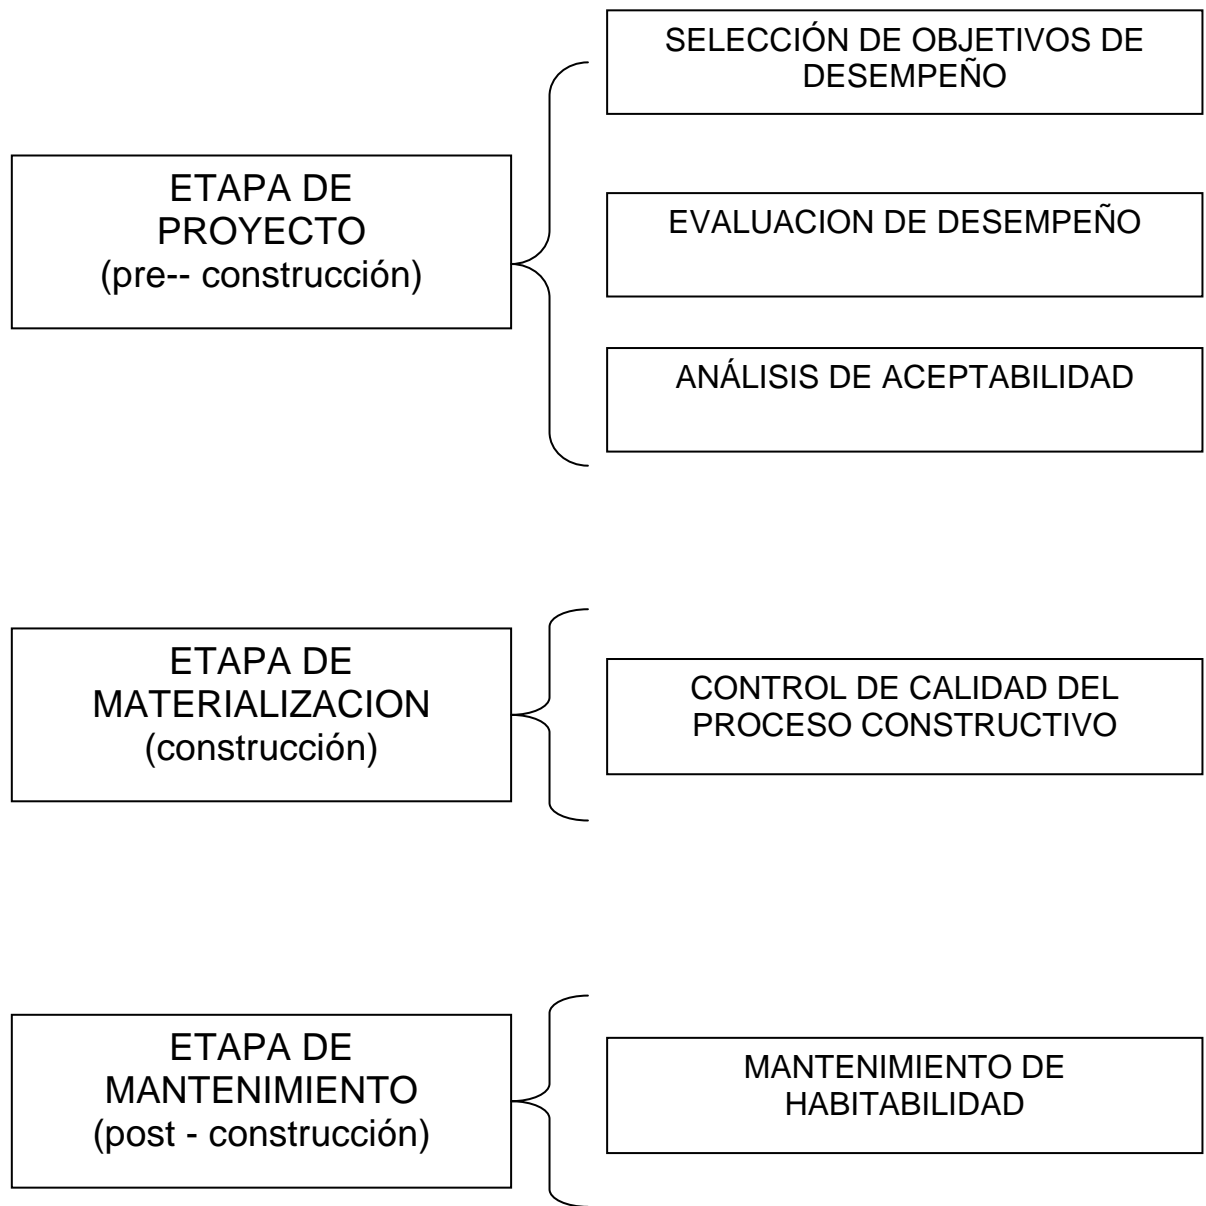 SELECCIÓN DE OBJETIVOS DE
DESEMPEÑO
ETAPA DE
PROYECTO
(pre-- construcción)
EVALUACION DE DESEMPEÑO
ANÁLISIS DE ACEPTABILIDAD
ETAPA DE
MATERIALIZACION
(construcción)
CONTROL DE CALIDAD DEL
PROCESO CONSTRUCTIVO
ETAPA DE
MANTENIMIENTO
(post - construcción)
MANTENIMIENTO DE
HABITABILIDAD